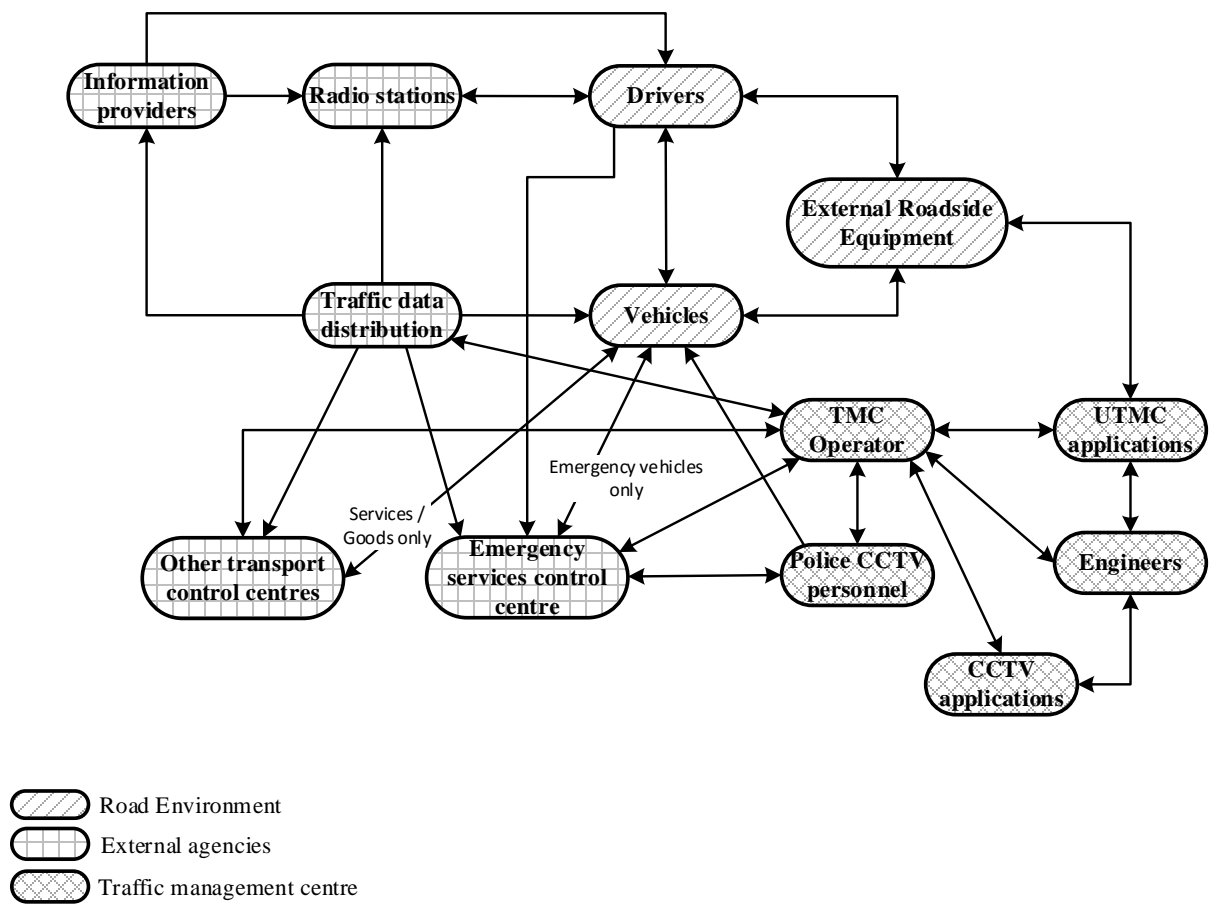 Information
providers
Radio stations
Drivers
External Roadside
Equipment
Traffic data
distribution
Vehicles
TMC
Operator
UTMC
applications
Emergency vehicles
only
Services /
Goods only
Other transport
control centres
Emergency
services control
centre
Police CCTV
personnel
Engineers
CCTV
applications
Road Environment
External agencies
Traffic management centre